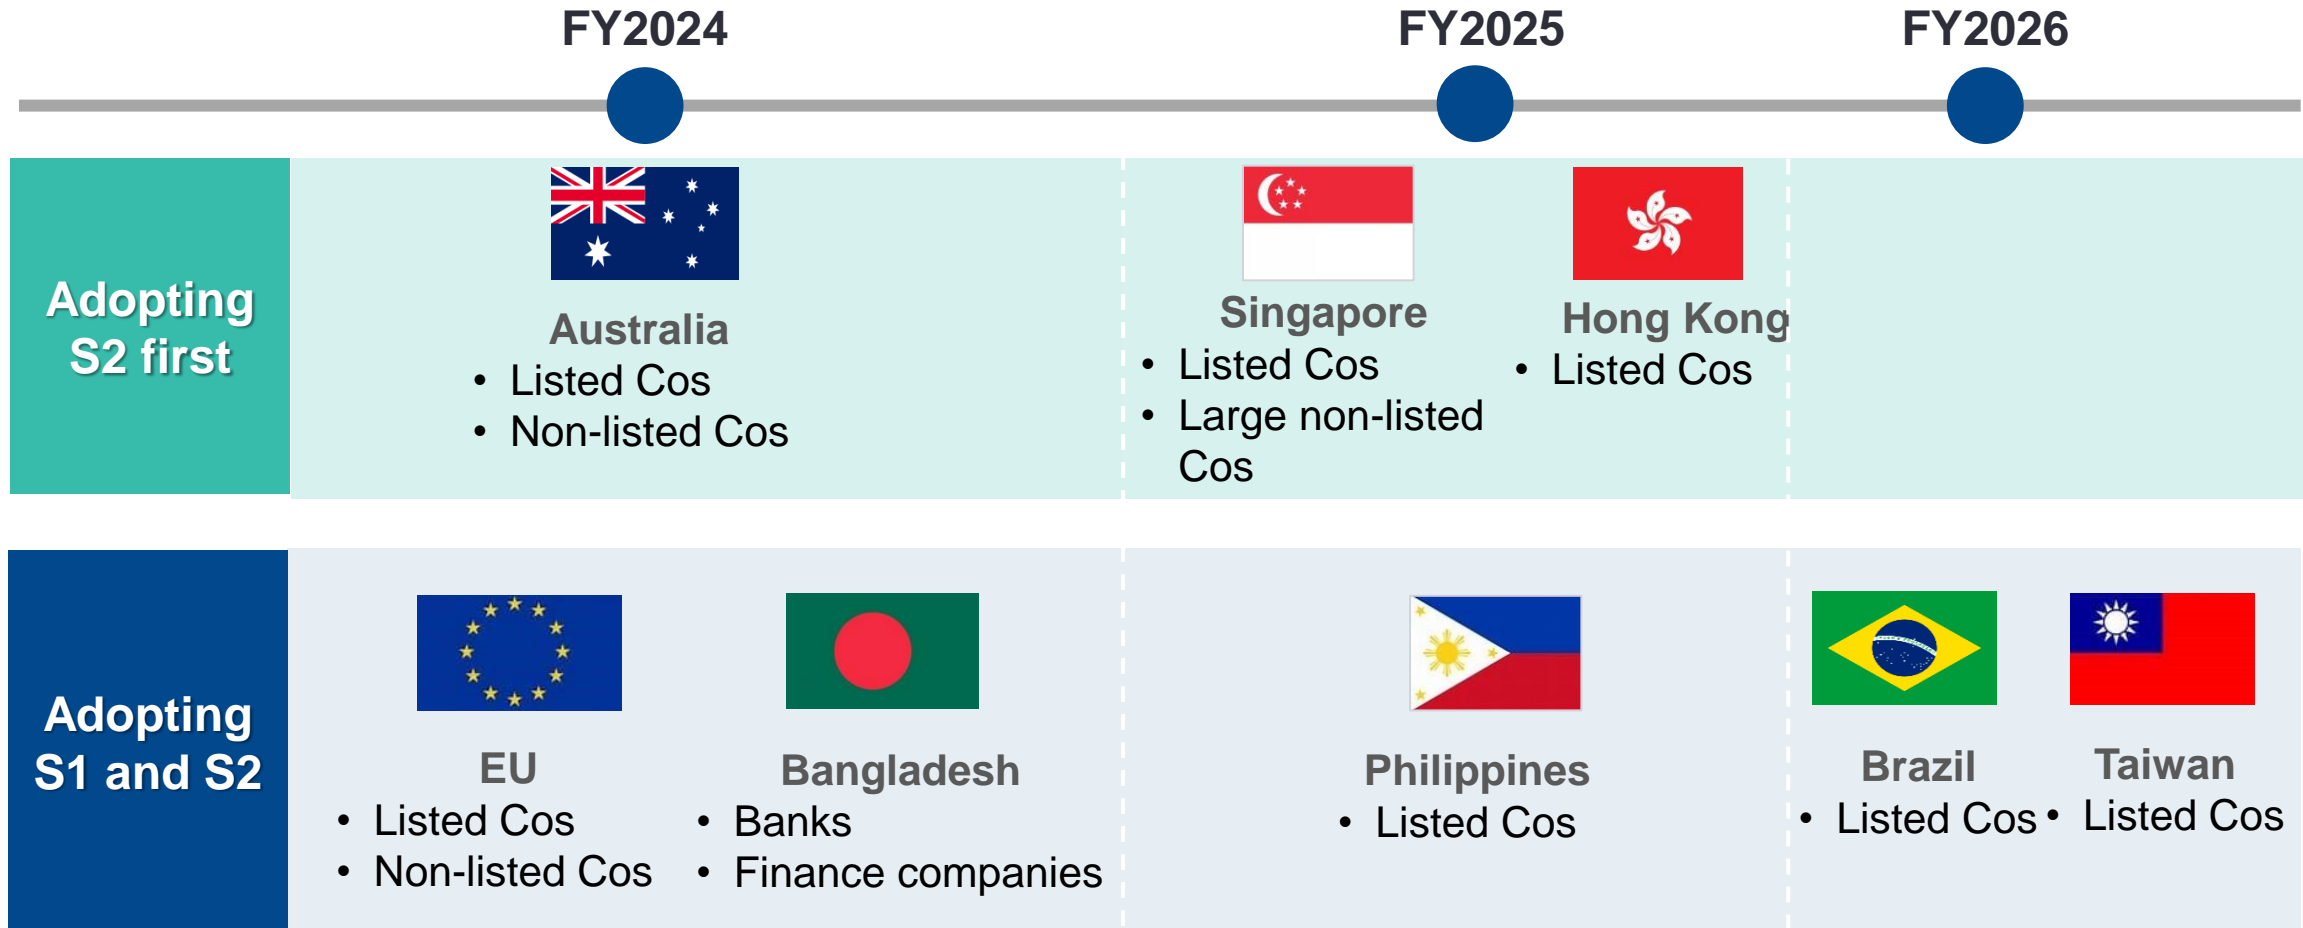 FY2024
FY2025
FY2026
Adopting
S2 first
Australia
• Listed Cos
• Non-listed Cos
Singapore
• Listed Cos
• Large non-listed
Cos
Hong Kong
• Listed Cos
Adopting
S1 and S2
EU
• Listed Cos
• Non-listed Cos
Bangladesh
• Banks
• Finance companies
Philippines
• Listed Cos
Brazil
• Listed Cos
Taiwan
• Listed Cos